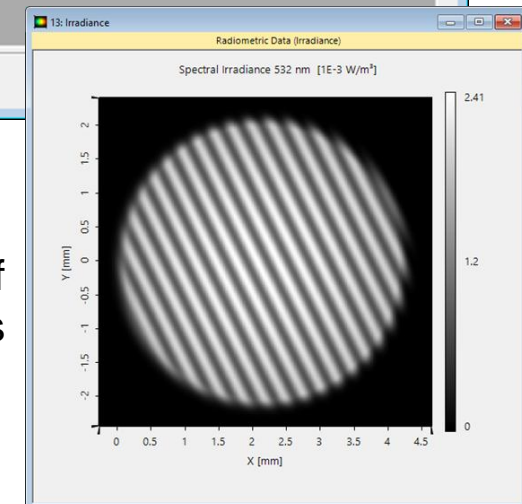 13: Irradiance
Radiometric Data (Irradiance)
Spectral Irradiance 532 nm [1E-3 W/m³]
2.41
1.2
0
Y [mm]
2
1.5
1
0.5
0
-0.5
-1
-1.5
-2
0 0.5 1 1.5 2 2.5 3 3.5 4 4.5
X [mm]
f
s